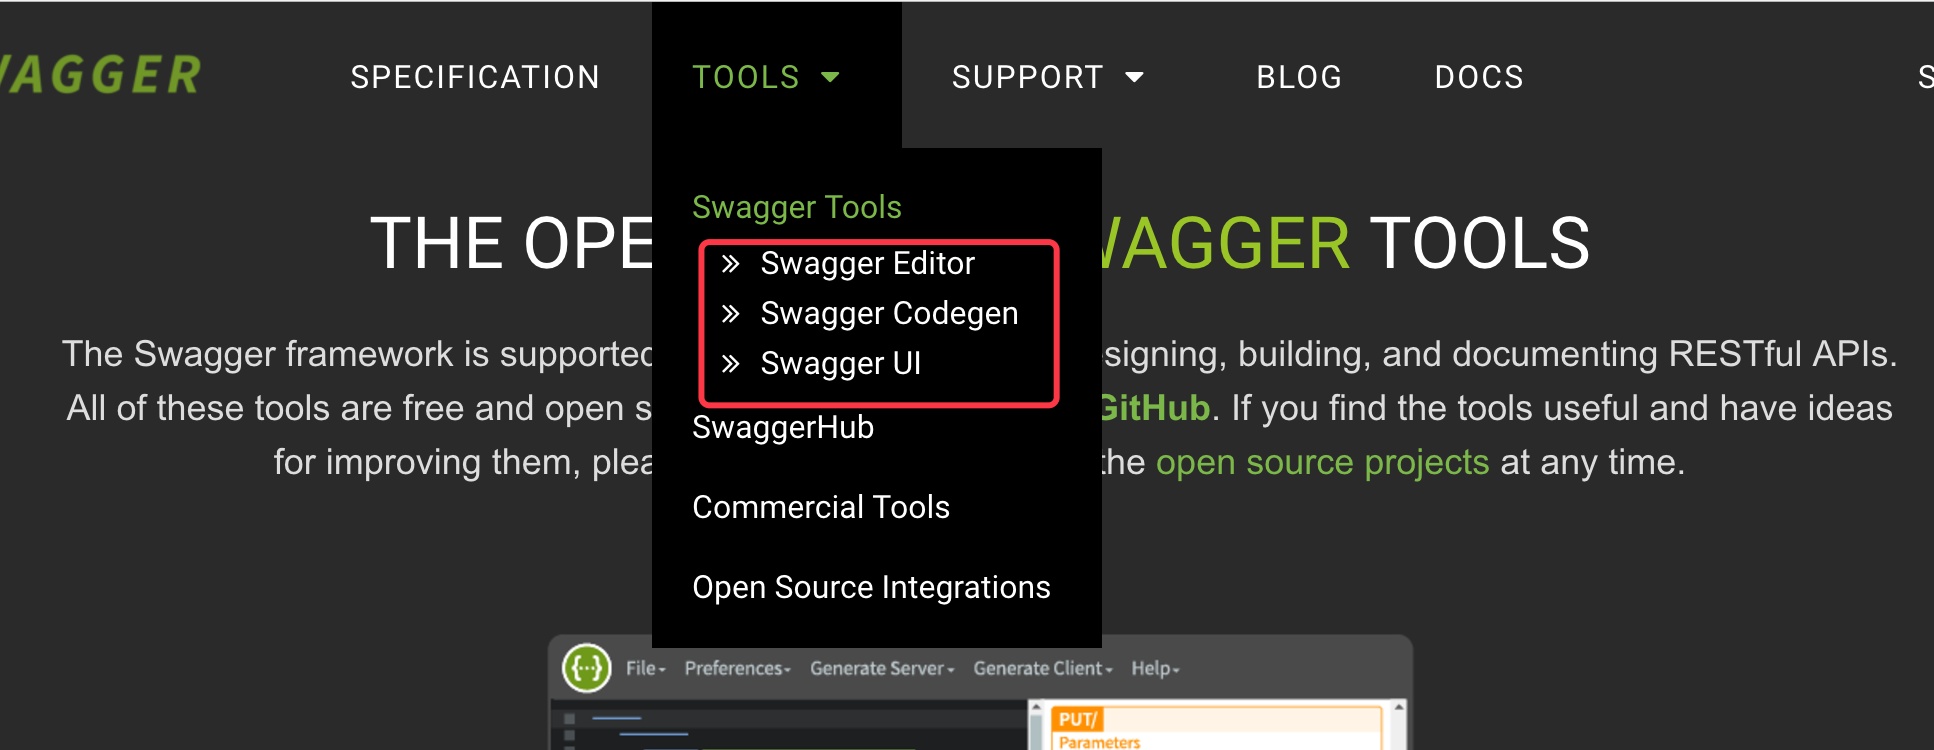 WAGGER
SPECIFICATION
TOOLS
SUPPORT
BLOG
DOCS
S
Swagger Tools
THE OPE WAGGER TOOLS
» Swagger Editor
» Swagger Codegen
» Swagger UI
The Swagger framework is supported signing, building, and documenting RESTful APIs.
All of these tools are free and open s GitHub. If you find the tools useful and have ideas
SwaggerHub
for improving them, plea the open source projects at any time.
Commercial Tools
Open Source Integrations
{...} File Preferences Generate Server Generate Client Help
PUT/
Parameters